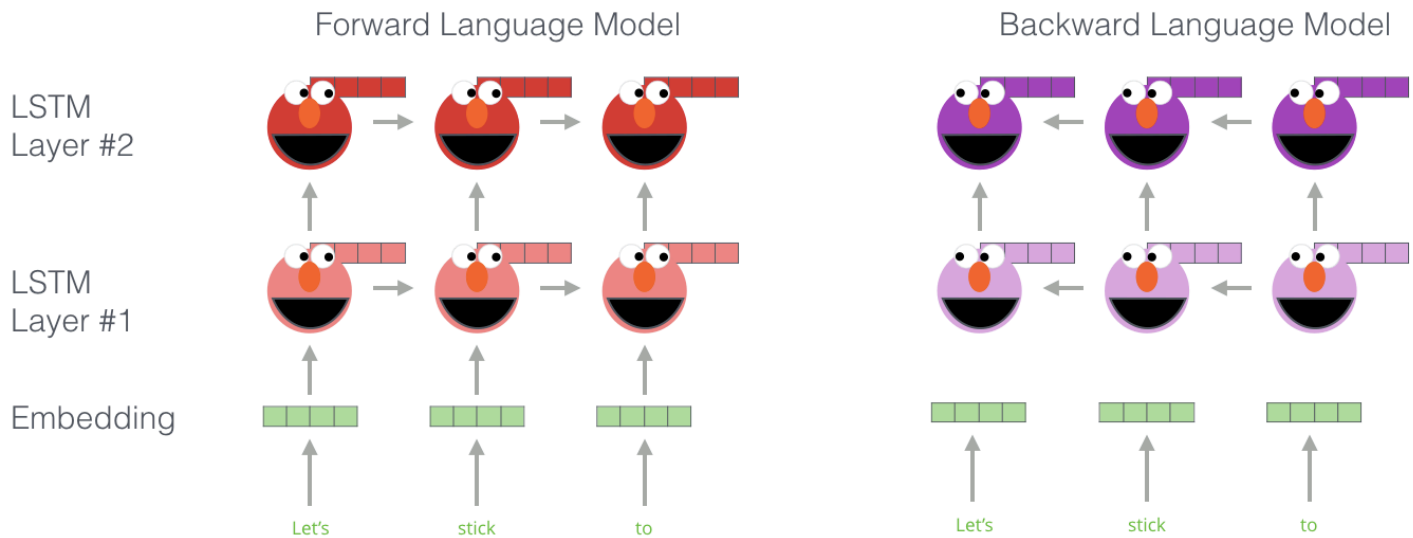 Forward Language Model
Backward Language Model
LSTM
Layer #2
LSTM
Layer #1
Embedding
Let's
stick
to
Let's
stick
to